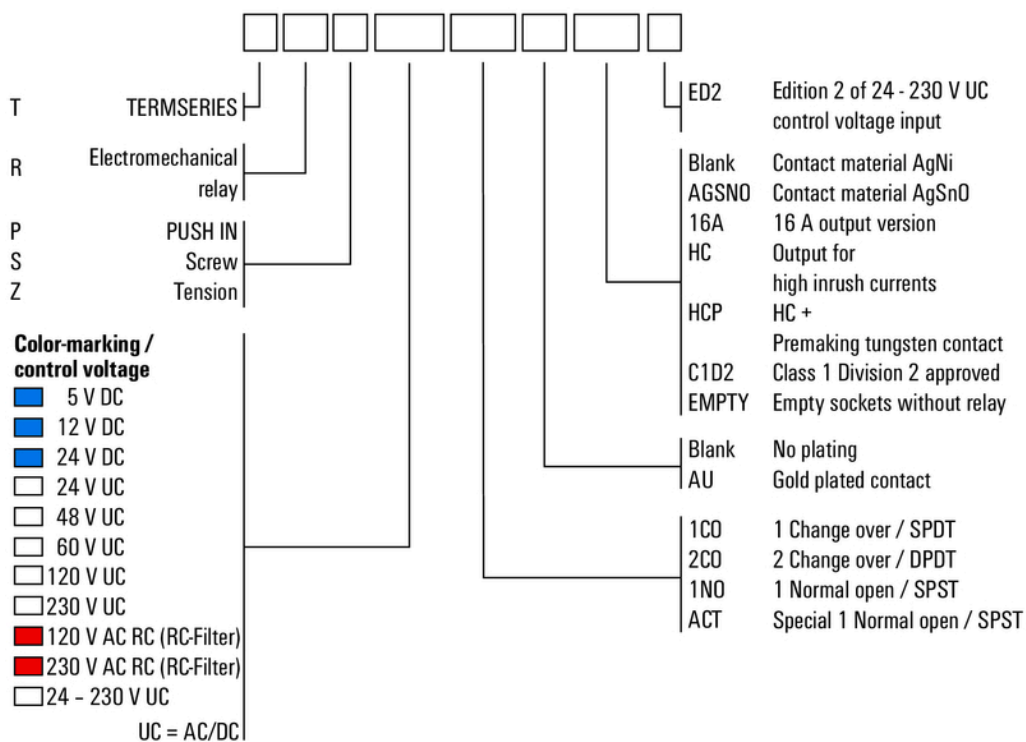 T TERMSERIES
R Electromechanical
relay
P PUSH IN
S Screw
Z Tension
Color-marking /
control voltage
5 V DC
12 V DC
24 V DC
24 V UC
48 V UC
60 V UC
120 V UC
230 V UC
120 V AC RC (RC-Filter)
230 V AC RC (RC-Filter)
24 – 230 V UC
UC = AC/DC
ED2 Edition 2 of 24 - 230 V UC
control voltage input
Blank Contact material AgNi
AGSNO Contact material AgSnO
16A 16 A output version
HC Output for
high inrush currents
HCP HC +
Premaking tungsten contact
C1D2 Class 1 Division 2 approved
EMPTY Empty sockets without relay
Blank No plating
AU Gold plated contact
1CO 1 Change over / SPDT
2CO 2 Change over / DPDT
1NO 1 Normal open / SPST
ACT Special 1 Normal open / SPST